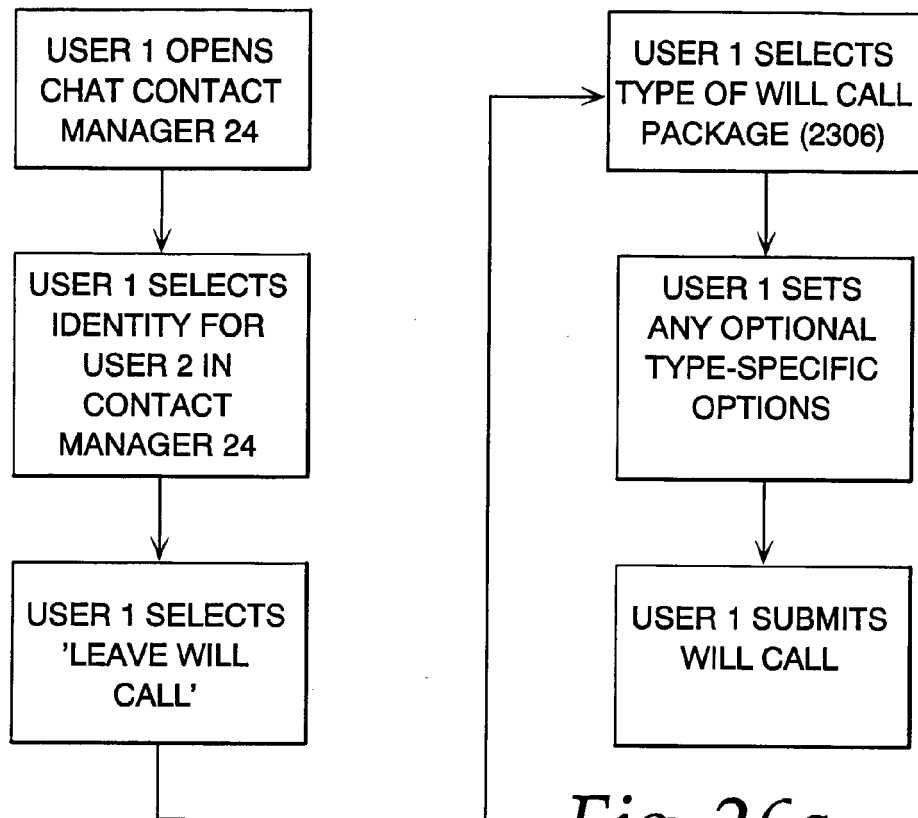 USER 1 OPENS
CHAT CONTACT
MANAGER 24
USER 1 SELECTS
IDENTITY FOR
USER 2 IN
CONTACT
MANAGER 24
USER 1 SELECTS
'LEAVE WILL
CALL'
USER 1 SELECTS
TYPE OF WILL CALL
PACKAGE (2306)
USER 1 SETS
ANY OPTIONAL
TYPE-SPECIFIC
OPTIONS
USER 1 SUBMITS
WILL CALL
Fig. 26a